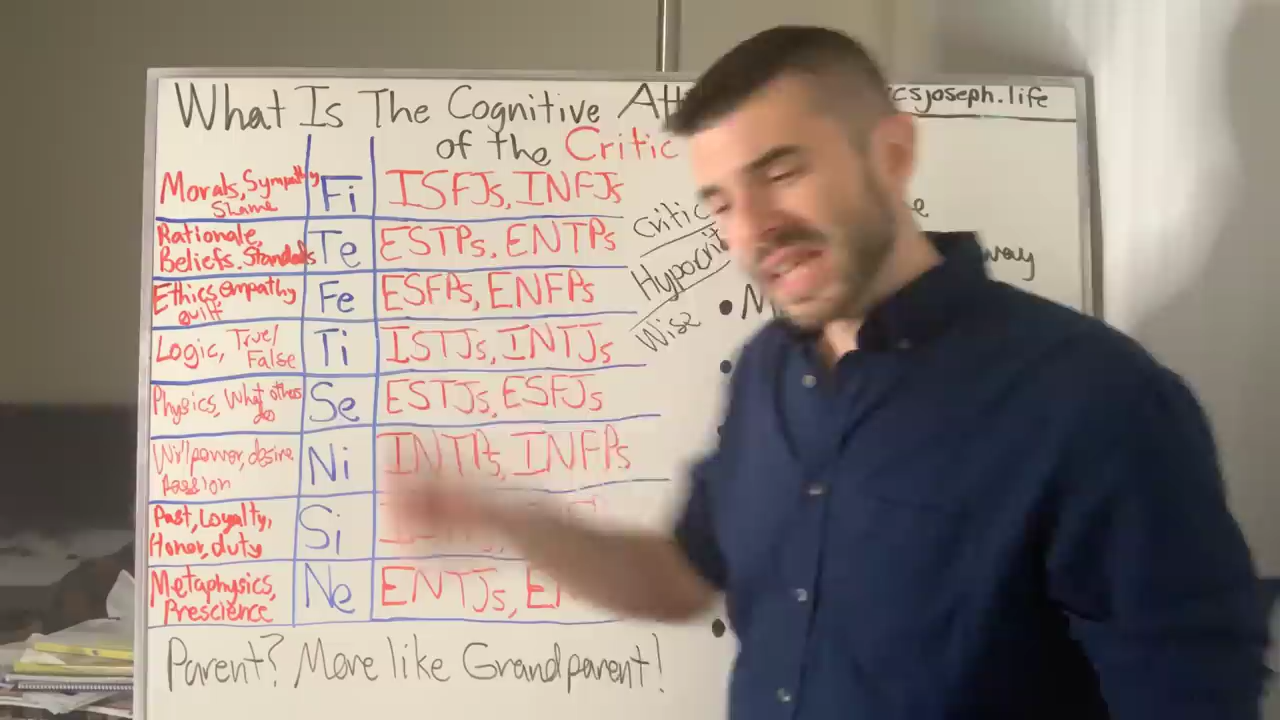 What Is The Cognitive
of the Critic
csjoseph.life
Morals, Sympathy
Shame
Fi
ISFJs, INFJs
Rationale,
Beliefs, Standards
Te
ESTPs, ENTPs
Ethics, empathy
guilt
Fe
ESFPs, ENFPs
Logic, True/
False
Ti
ISTJs, INTJs
Physics, What others
do
Se
ESTJs, ESFJs
Willpower, desire
Passion
Ni
INTPs, INFPs
Past, Loyalty,
Honor, duty
Si
Metaphysics,
Prescience
Ne
ENTJs,
Parent? More like Grandparent!
Critic
Wise